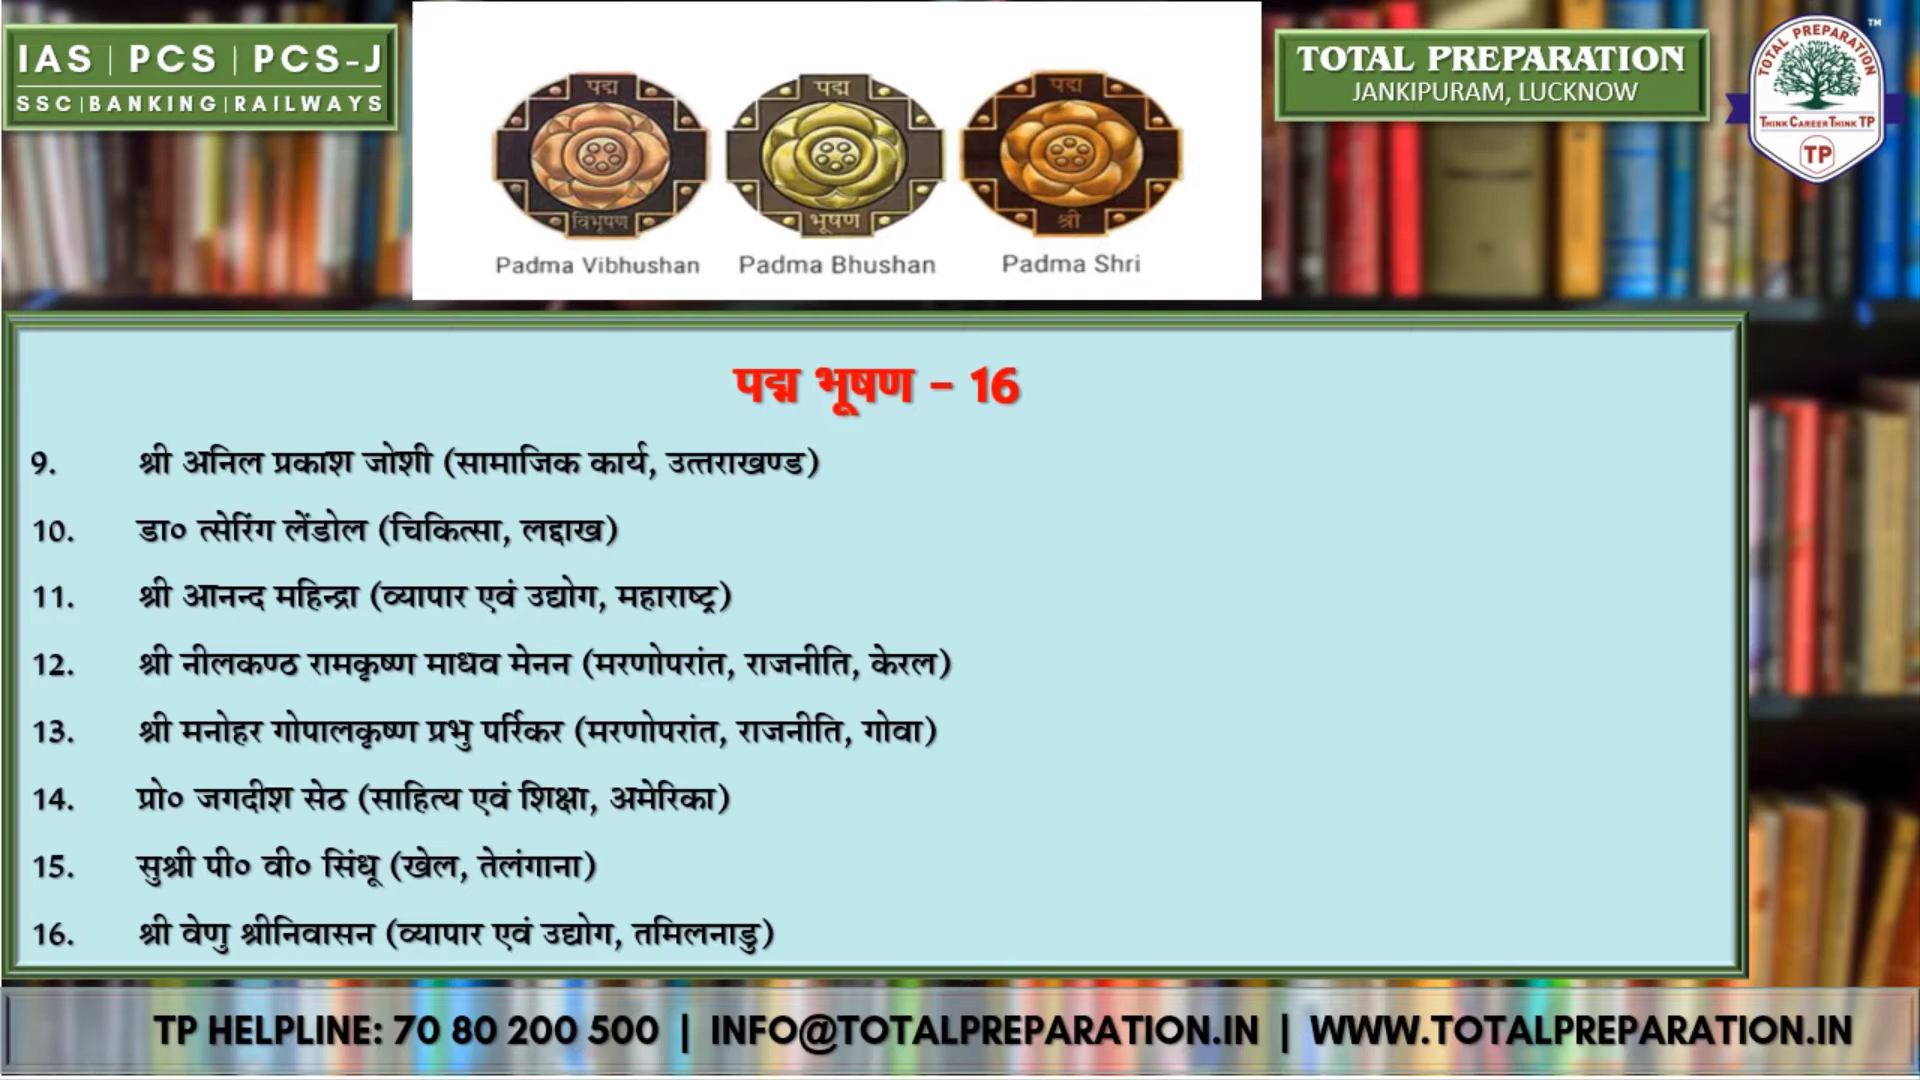 IAS | PCS | PCS-J
SSC|BANKING|RAILWAYS
पद्म
विभूषण
Padma Vibhushan
पद्म
भूषण
Padma Bhushan
पद्म
श्री
Padma Shri
TOTAL PREPARATION
JANKIPURAM, LUCKNOW
TOTAL PREPARATION
THINK CAREER THINK TP
TP
TM
पद्म भूषण – 16
9. श्री अनिल प्रकाश जोशी (सामाजिक कार्य, उत्तराखण्ड)
10. डा० त्सेरिंग लेंडोल (चिकित्सा, लद्दाख)
11. श्री आनन्द महिन्द्रा (व्यापार एवं उद्योग, महाराष्ट्र)
12. श्री नीलकण्ठ रामकृष्ण माधव मेनन (मरणोपरांत, राजनीति, केरल)
13. श्री मनोहर गोपालकृष्ण प्रभु पर्रिकर (मरणोपरांत, राजनीति, गोवा)
14. प्रो० जगदीश सेठ (साहित्य एवं शिक्षा, अमेरिका)
15. सुश्री पी० वी० सिंधू (खेल, तेलंगाना)
16. श्री वेणु श्रीनिवासन (व्यापार एवं उद्योग, तमिलनाडु)
TP HELPLINE: 70 80 200 500 | INFO@TOTALPREPARATION.IN | WWW.TOTALPREPARATION.IN